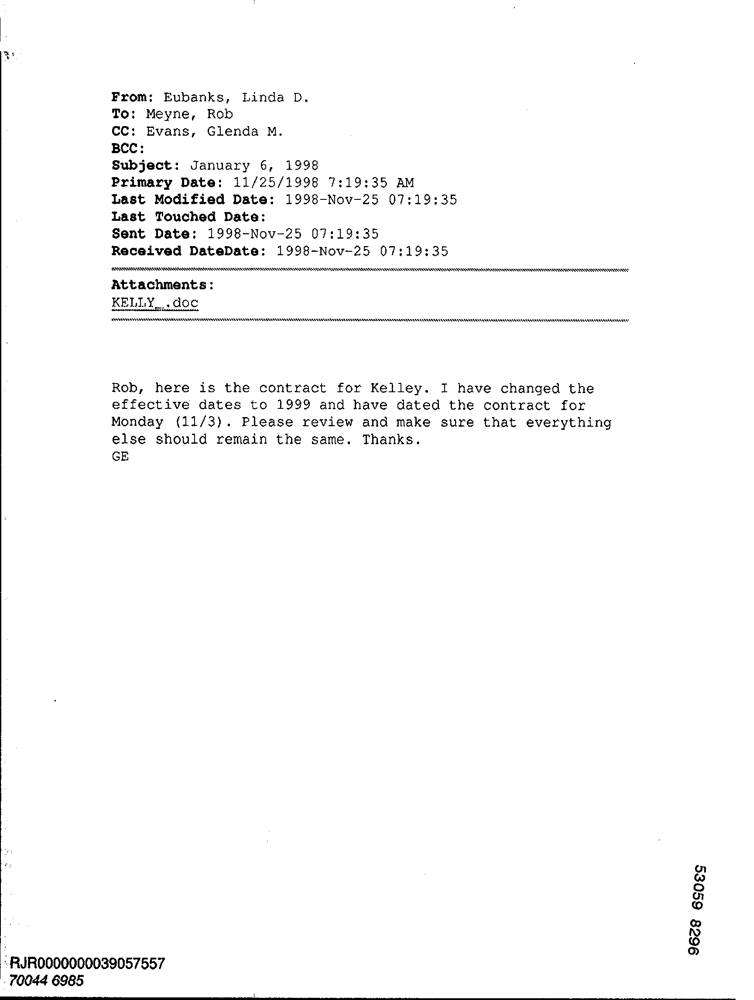 From: Eubanks, Linda D.
To: Meyne, Rob
CC: Evans, Glenda M.
BCC:
Subject: January 6, 1998
Primary Date: 11/25/1998 7:19:35 AM
Last Modified Date: 1998-Nov-25 07:19:35
Last Touched Date:
Sent Date: 1998-Nov-25 07:19:35
Received DateDate: 1998-Nov-25 07:19:35
Attachments:
KELLY_.doc
Rob, here is the contract for Kelley. I have changed the
effective dates to 1999 and have dated the contract for
Monday (11/3). Please review and make sure that everything
else should remain the same. Thanks.
GE
53059 8296
RJR0000000039057557
70044 6985